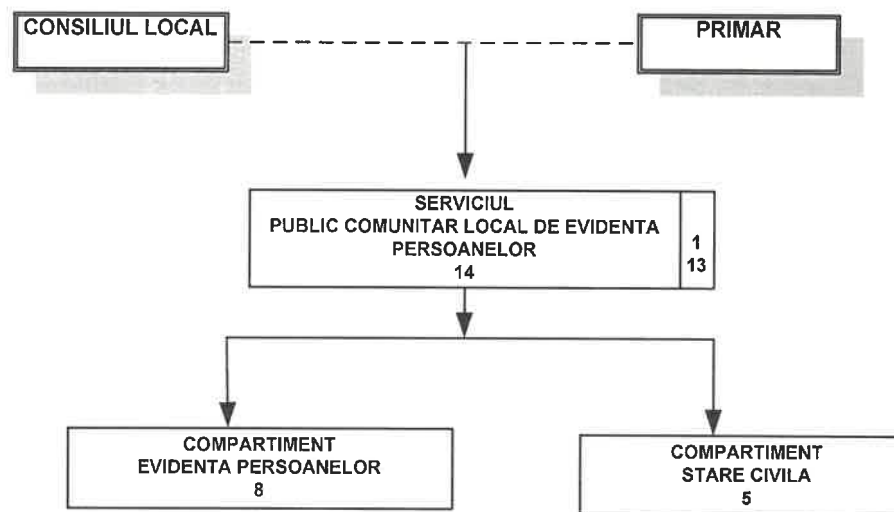 CONSILIUL LOCAL
PRIMAR
SERVICIUL
PUBLIC COMUNITAR LOCAL DE EVIDENTA
PERSOANELOR
14
1
13
COMPARTIMENT
EVIDENTA PERSOANELOR
8
COMPARTIMENT
STARE CIVILA
5